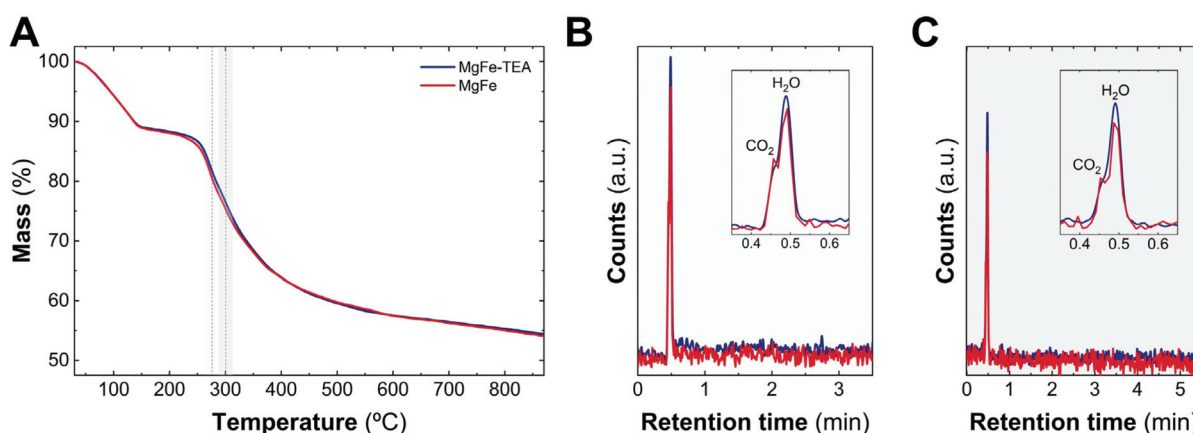 A
100
90
80
70
60
50
Mass (%)
MgFe-TEA
MgFe
100 200 300 400 500 600 700 800
Temperature (ºC)
B
Counts (a.u.)
H2O
CO2
0.4 0.5 0.6
0 1 2 3
Retention time (min)
C
Counts (a.u.)
H2O
CO2
0.4 0.5 0.6
0 1 2 3 4 5
Retention time (min)